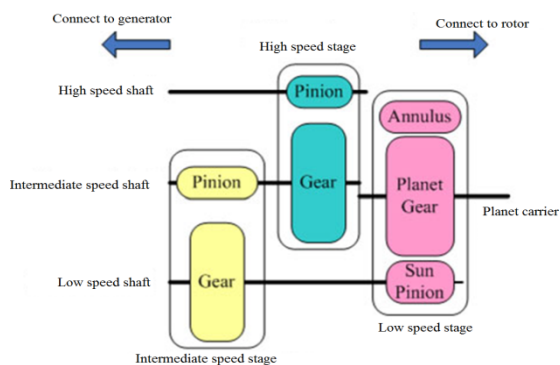 Connect to generator
Connect to rotor
High speed stage
High speed shaft
Pinion
Annulus
Intermediate speed shaft
Pinion
Gear
Planet
Gear
Planet carrier
Low speed shaft
Gear
Sun
Pinion
Low speed stage
Intermediate speed stage